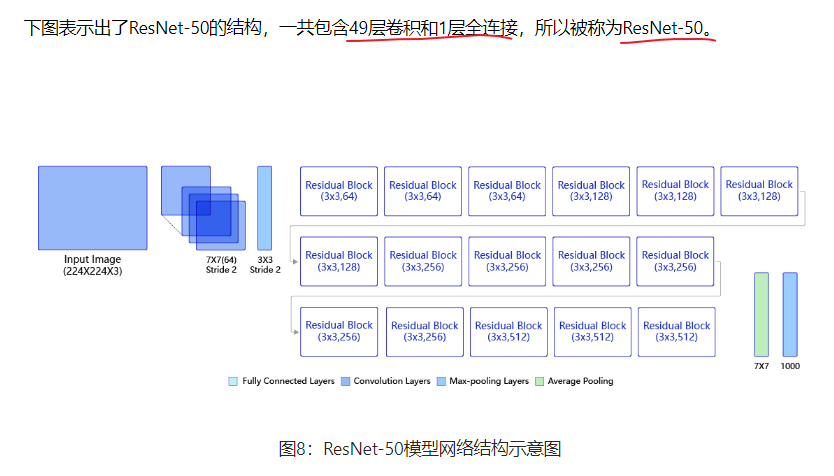 下图表示出了ResNet-50的结构，一共包含49层卷积和1层全连接，所以被称为ResNet-50。
Input Image
(224X224X3)
7X7(64)
Stride 2
3X3
Stride 2
Residual Block
(3x3,64)
Residual Block
(3x3,64)
Residual Block
(3x3,64)
Residual Block
(3x3,128)
Residual Block
(3x3,128)
Residual Block
(3x3,128)
Residual Block
(3x3,128)
Residual Block
(3x3,256)
Residual Block
(3x3,256)
Residual Block
(3x3,256)
Residual Block
(3x3,256)
Residual Block
(3x3,256)
Residual Block
(3x3,256)
Residual Block
(3x3,512)
Residual Block
(3x3,512)
Residual Block
(3x3,512)
7X7
1000
Fully Connected Layers
Convolution Layers
Max-pooling Layers
Average Pooling
图8：ResNet-50模型网络结构示意图